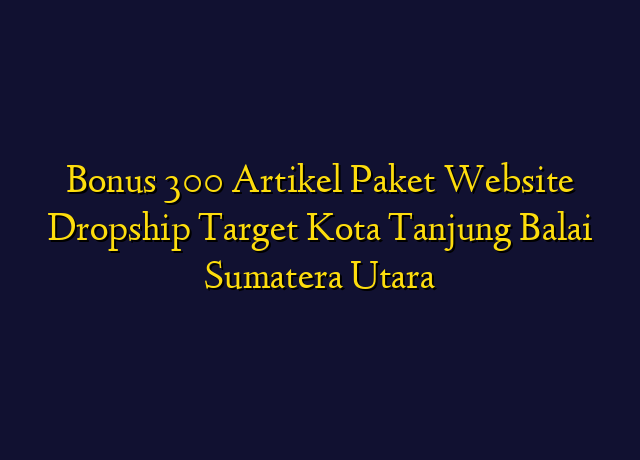 Bonus 300 Artikel Paket Website
Dropship Target Kota Tanjung Balai
Sumatera Utara